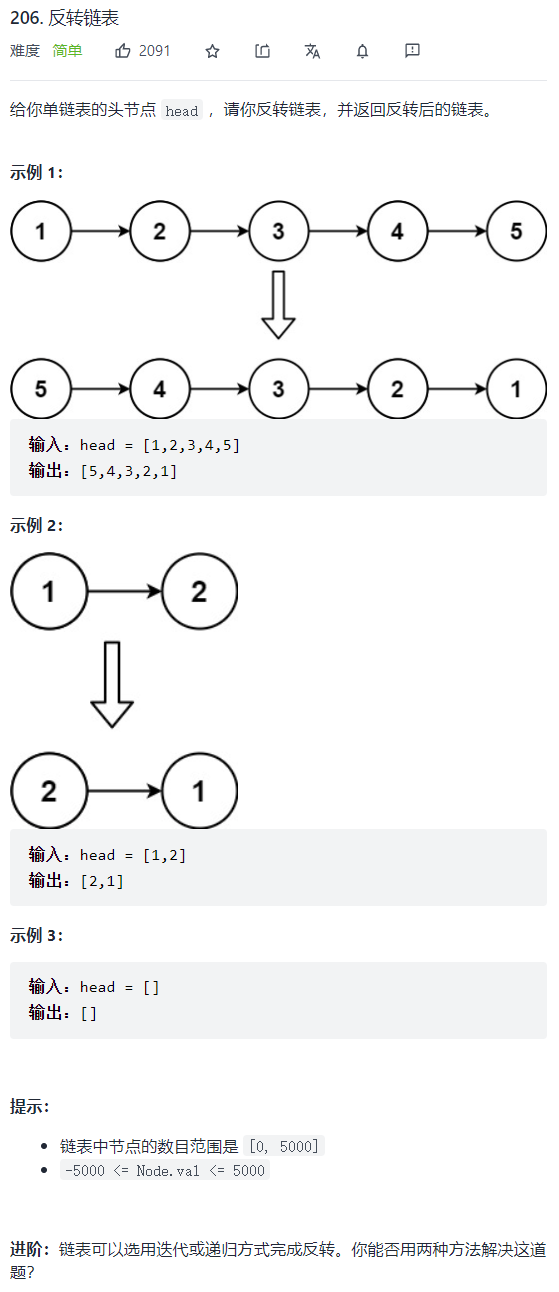 206. 反转链表
难度 简单 2091
给你单链表的头节点 head ，请你反转链表，并返回反转后的链表。
示例 1：
1 2 3 4 5
5 4 3 2 1
输入：head = [1,2,3,4,5]
输出：[5,4,3,2,1]
示例 2：
1 2
2 1
输入：head = [1,2]
输出：[2,1]
示例 3：
输入：head = []
输出：[]
提示：
链表中节点的数目范围是 [0, 5000]
-5000 <= Node.val <= 5000
进阶：链表可以选用迭代或递归方式完成反转。你能否用两种方法解决这道
题？